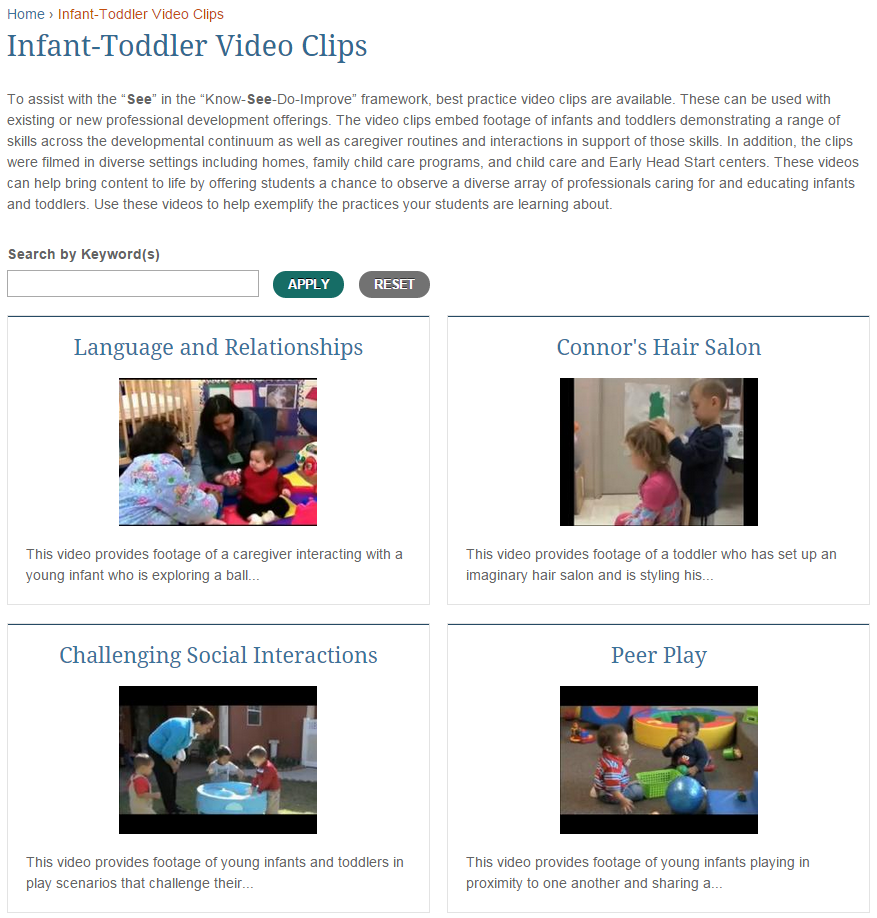 Home › Infant-Toddler Video Clips
Infant-Toddler Video Clips
To assist with the “See” in the “Know-See-Do-Improve” framework, best practice video clips are available. These can be used with
existing or new professional development offerings. The video clips embed footage of infants and toddlers demonstrating a range of
skills across the developmental continuum as well as caregiver routines and interactions in support of those skills. In addition, the clips
were filmed in diverse settings including homes, family child care programs, and child care and Early Head Start centers. These videos
can help bring content to life by offering students a chance to observe a diverse array of professionals caring for and educating infants
and toddlers. Use these videos to help exemplify the practices your students are learning about.
Search by Keyword(s)
APPLY RESET
Language and Relationships
This video provides footage of a caregiver interacting with a
young infant who is exploring a ball...
Connor's Hair Salon
This video provides footage of a toddler who has set up an
imaginary hair salon and is styling his...
Challenging Social Interactions
This video provides footage of young infants and toddlers in
play scenarios that challenge their...
Peer Play
This video provides footage of young infants playing in
proximity to one another and sharing a...